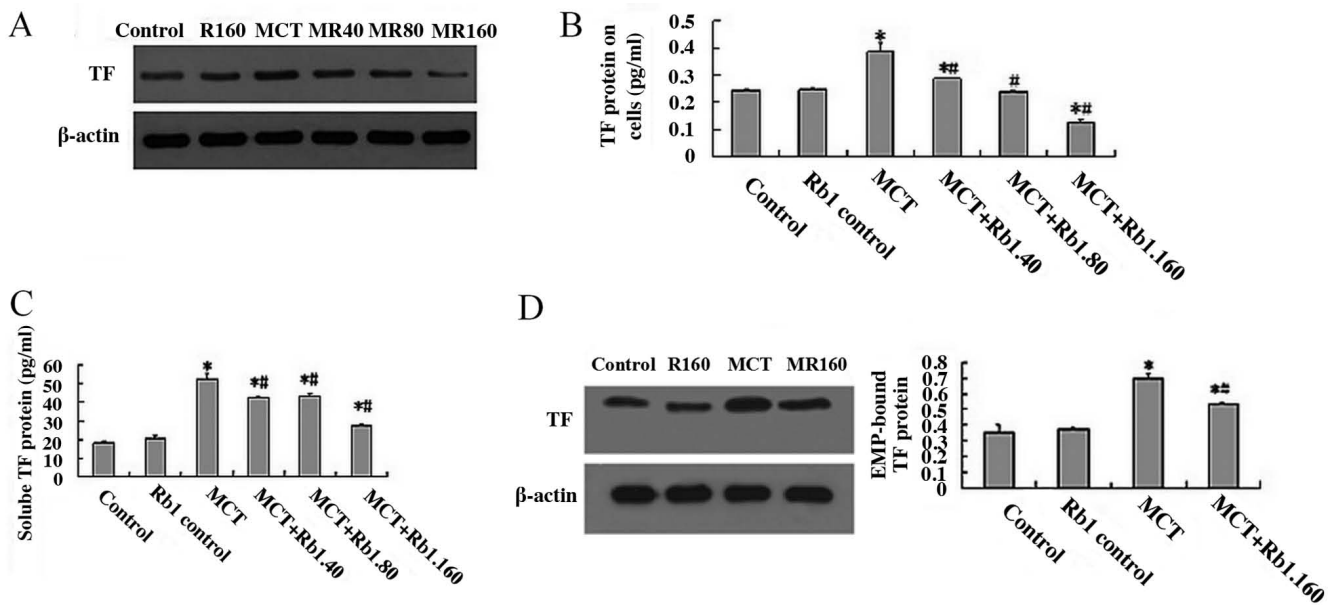 A
Control R160 MCT MR40 MR80 MR160
TF
β-actin
B
TF protein on
cells (pg/ml)
0.5
0.4
0.3
0.2
0.1
0
*
*#
#
*#
Control
Rb1 control
MCT
MCT+Rb1.40
MCT+Rb1.80
MCT+Rb1.160
C
Solube TF protein (pg/ml)
60
50
40
30
20
10
0
*
*#
*#
*#
Control
Rb1 control
MCT
MCT+Rb1.40
MCT+Rb1.80
MCT+Rb1.160
D
Control R160 MCT MR160
TF
β-actin
EMP-bound
TF protein
0.8
0.7
0.6
0.5
0.4
0.3
0.2
0.1
0
*
*#
Control
Rb1 control
MCT
MCT+Rb1.160